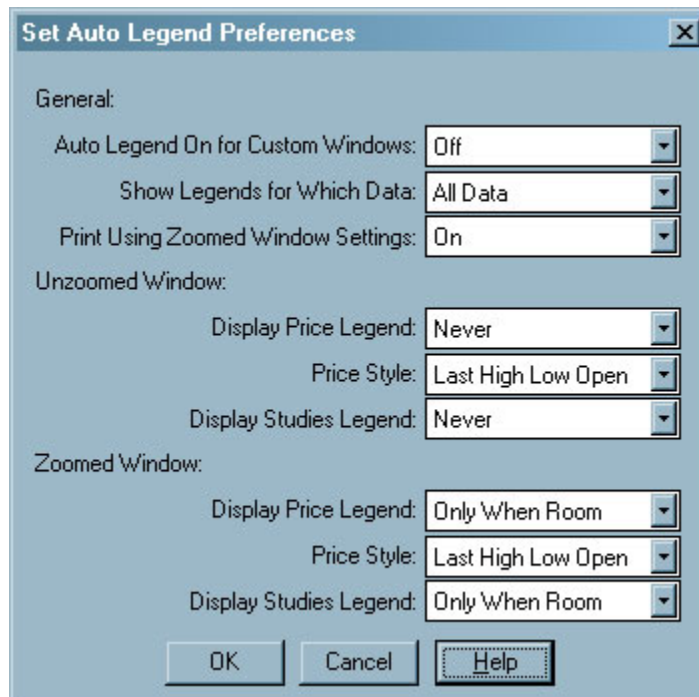 Set Auto Legend Preferences
General:
Auto Legend On for Custom Windows: Off
Show Legends for Which Data: All Data
Print Using Zoomed Window Settings: On
Unzoomed Window:
Display Price Legend: Never
Price Style: Last High Low Open
Display Studies Legend: Never
Zoomed Window:
Display Price Legend: Only When Room
Price Style: Last High Low Open
Display Studies Legend: Only When Room
OK Cancel Help